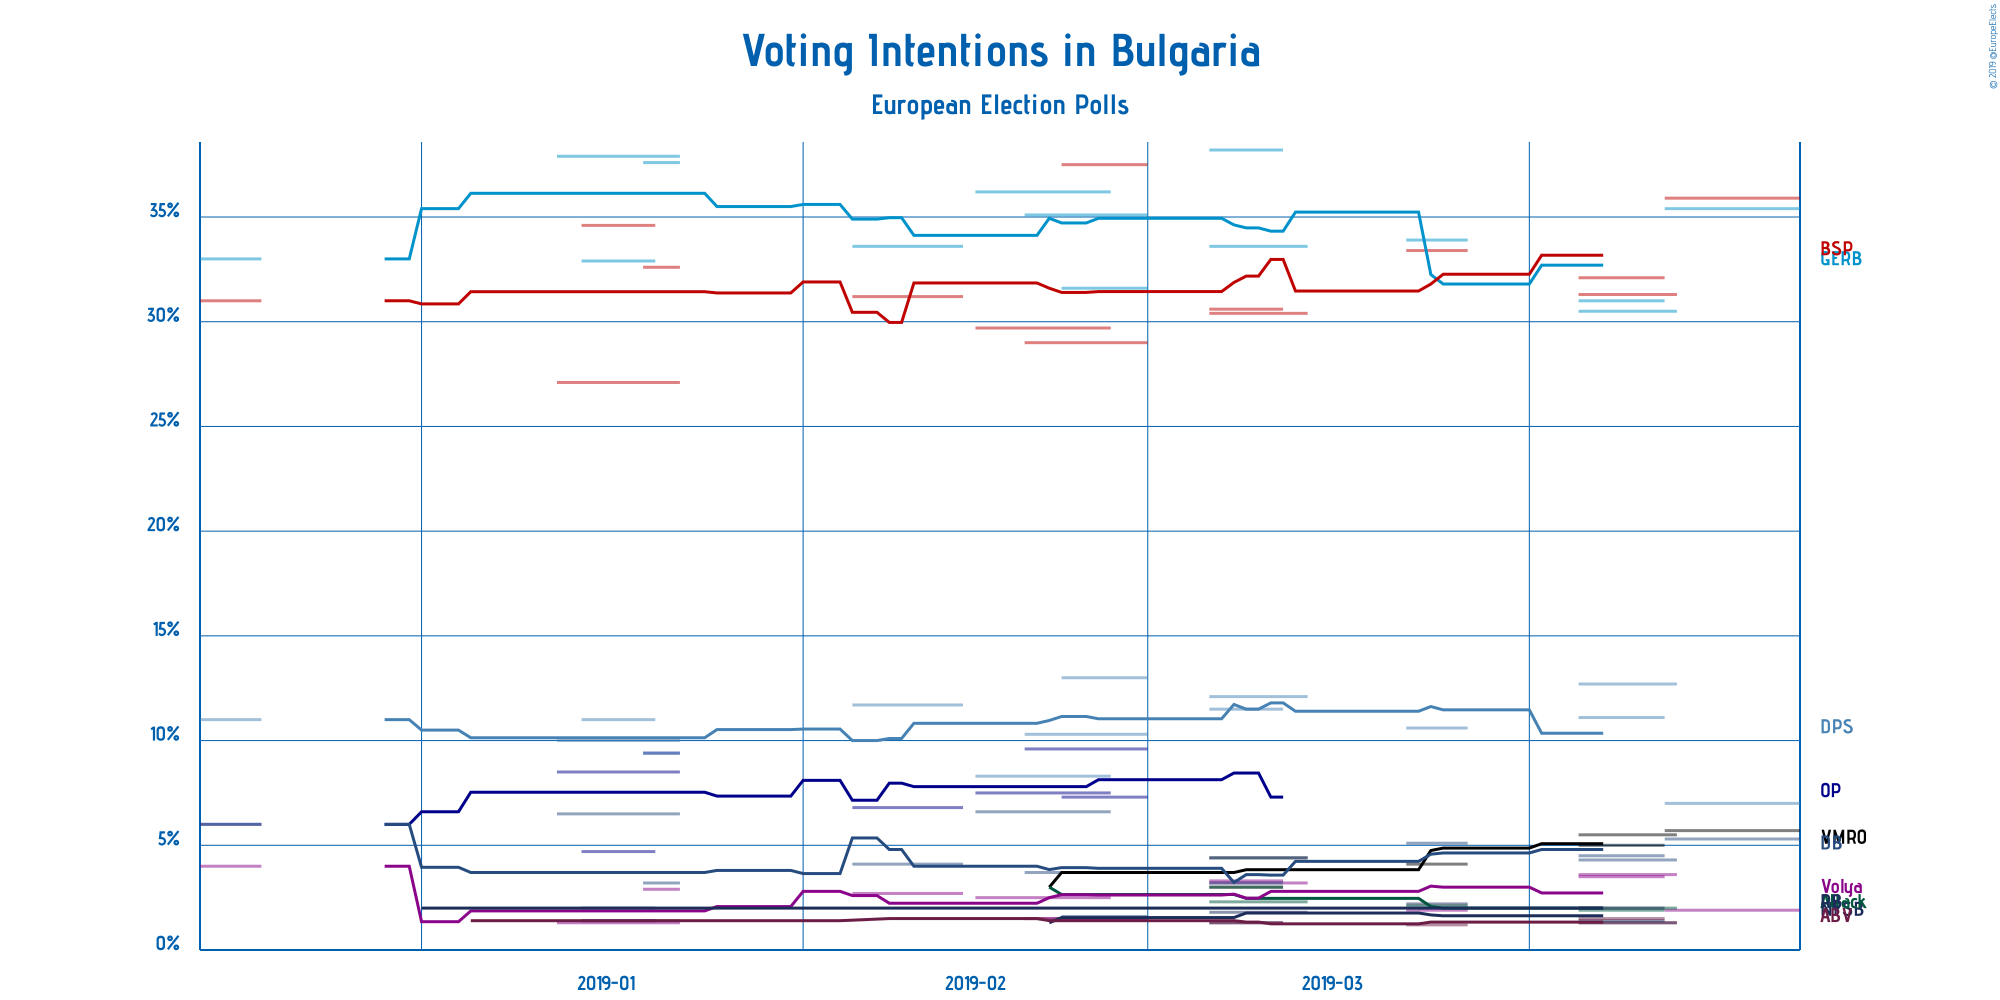 © 2019 @EuropeElects
Voting Intentions in Bulgaria
European Election Polls
35%
30%
25%
20%
15%
10%
5%
0%
BSP
GERB
DPS
OP
VMRO
DB
Volya
ABV
2019-01
2019-02
2019-03